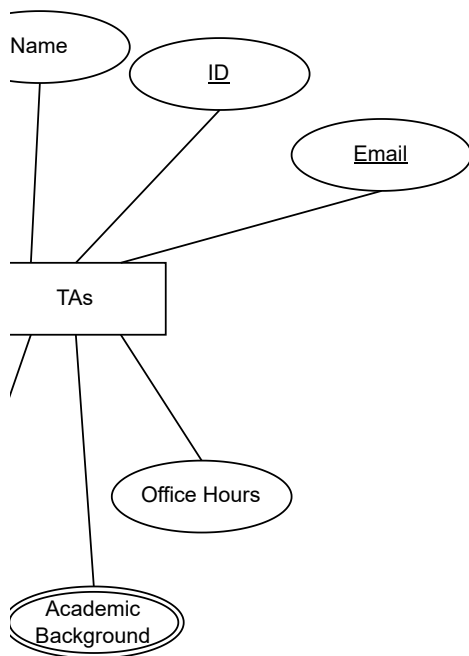 Name
ID
Email
TAs
Office Hours
Academic
Background